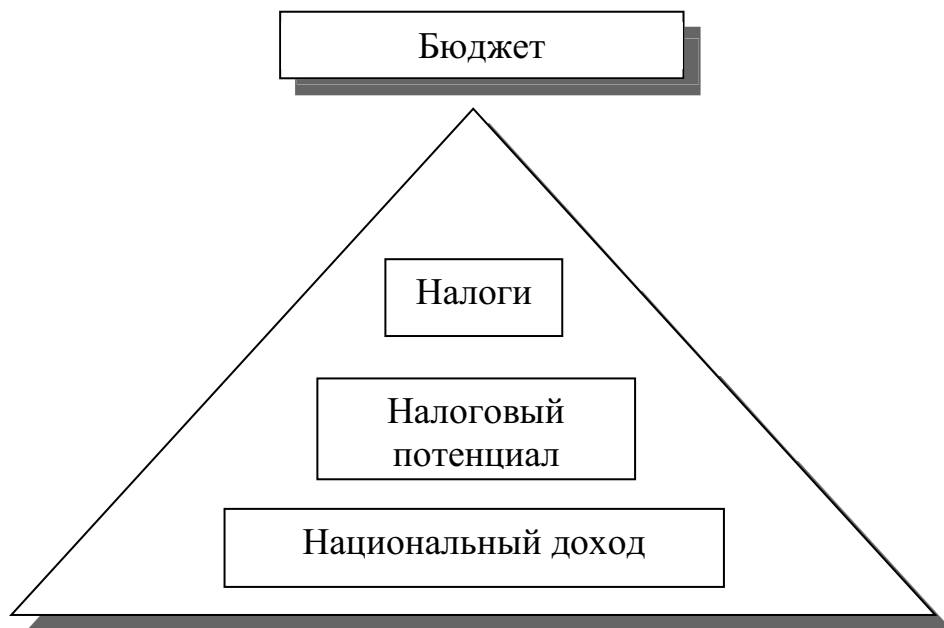 Бюджет
Налоги
Налоговый
потенциал
Национальный доход